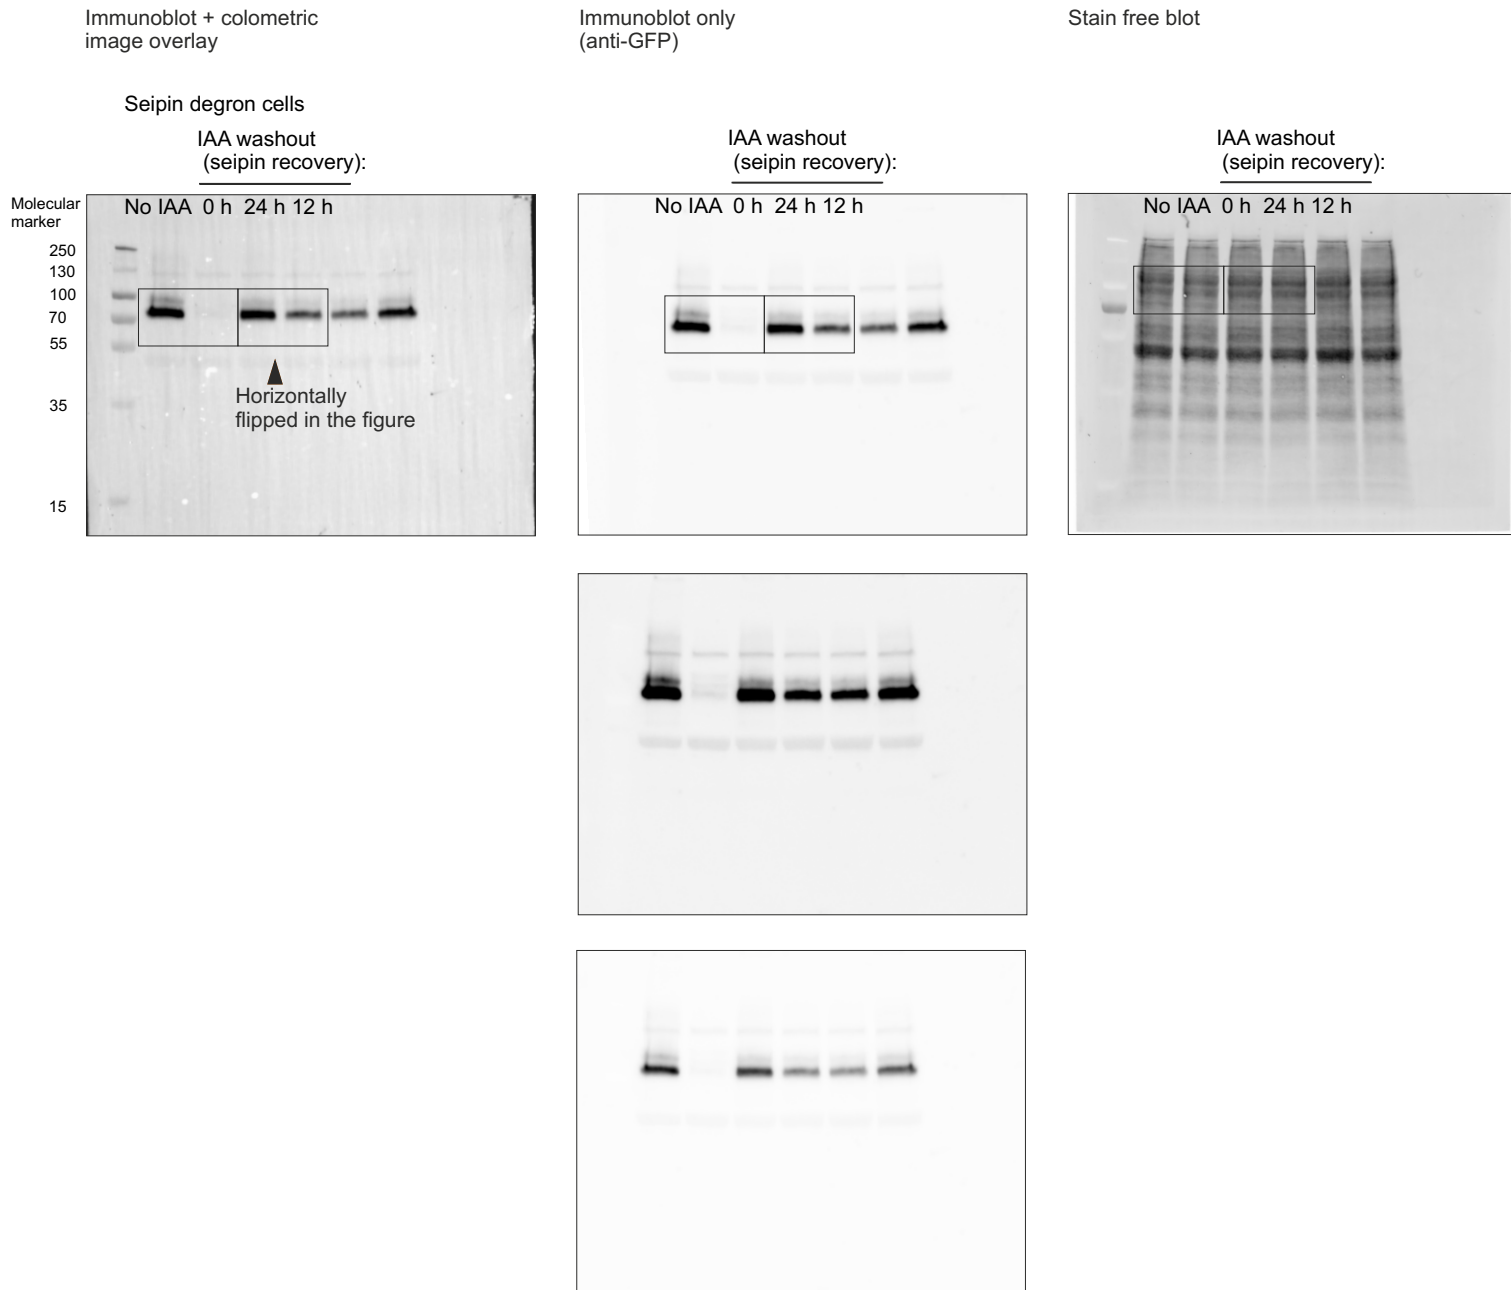 Immunoblot + colometric
image overlay
Immunoblot only
(anti-GFP)
Stain free blot
Seipin degron cells
IAA washout
(seipin recovery):
IAA washout
(seipin recovery):
IAA washout
(seipin recovery):
Molecular
marker
No IAA 0 h 24 h 12 h
No IAA 0 h 24 h 12 h
No IAA 0 h 24 h 12 h
250
130
100
70
55
35
15
Horizontally
flipped in the figure